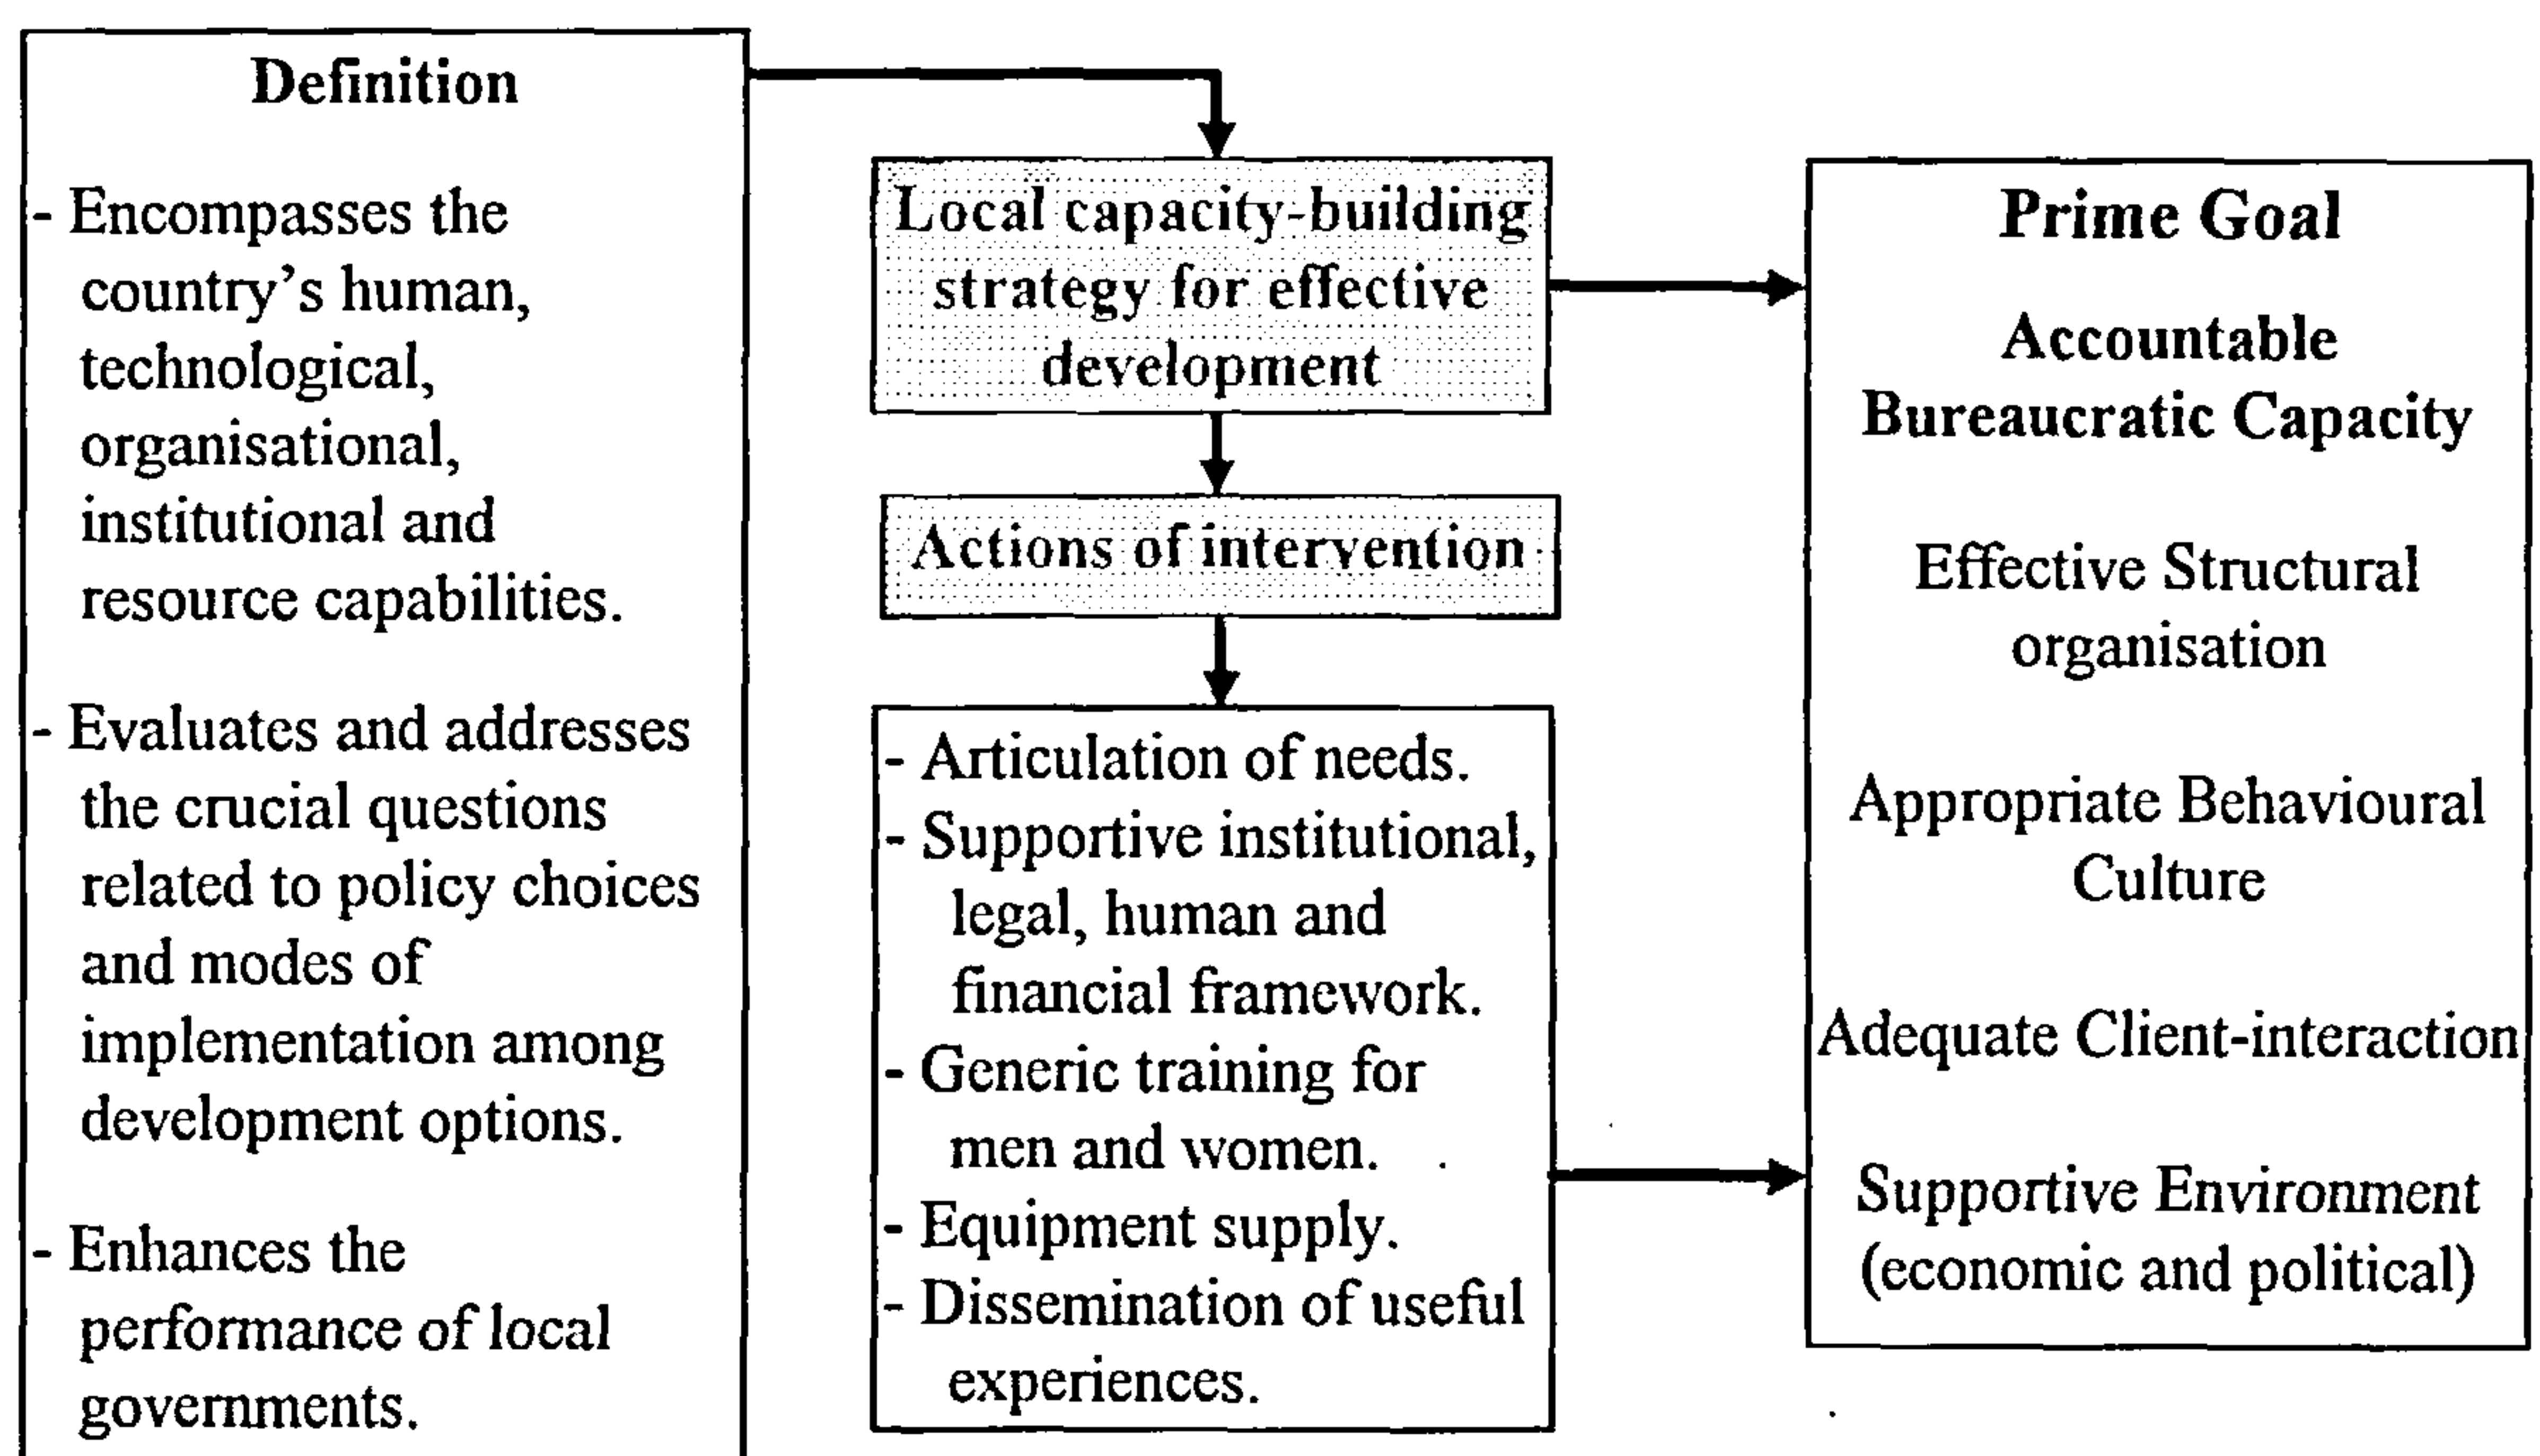 Definition
- Encompasses the
country's human,
technological,
organisational,
institutional and
resource capabilities.
- Evaluates and addresses
the crucial questions
related to policy choices
and modes of
implementation among
development options.
- Enhances the
performance of local
governments.
Local capacity-building
strategy for effective
development
Actions of intervention
- Articulation of needs.
- Supportive institutional,
legal, human and
financial framework.
- Generic training for
men and women.
- Equipment supply.
- Dissemination of useful
experiences.
Prime Goal
Accountable
Bureaucratic Capacity
Effective Structural
organisation
Appropriate Behavioural
Culture
Adequate Client-interaction
Supportive Environment
(economic and political)